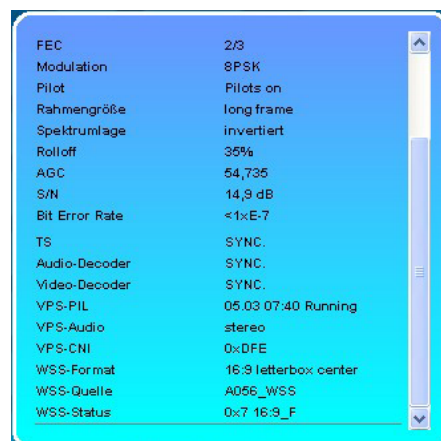 FEC 2/3
Modulation 8PSK
Pilot Pilots on
Rahmengröße long frame
Spektrumlage invertiert
Rolloff 35%
AGC 54,735
S/N 14,9 dB
Bit Error Rate <1xE-7
TS SYNC.
Audio-Decoder SYNC.
Video-Decoder SYNC.
VPS-PIL 05.03 07:40 Running
VPS-Audio stereo
VPS-CNI 0xDFE
WSS-Format 16:9 letterbox center
WSS-Quelle A056_WSS
WSS-Status 0x7 16:9_F